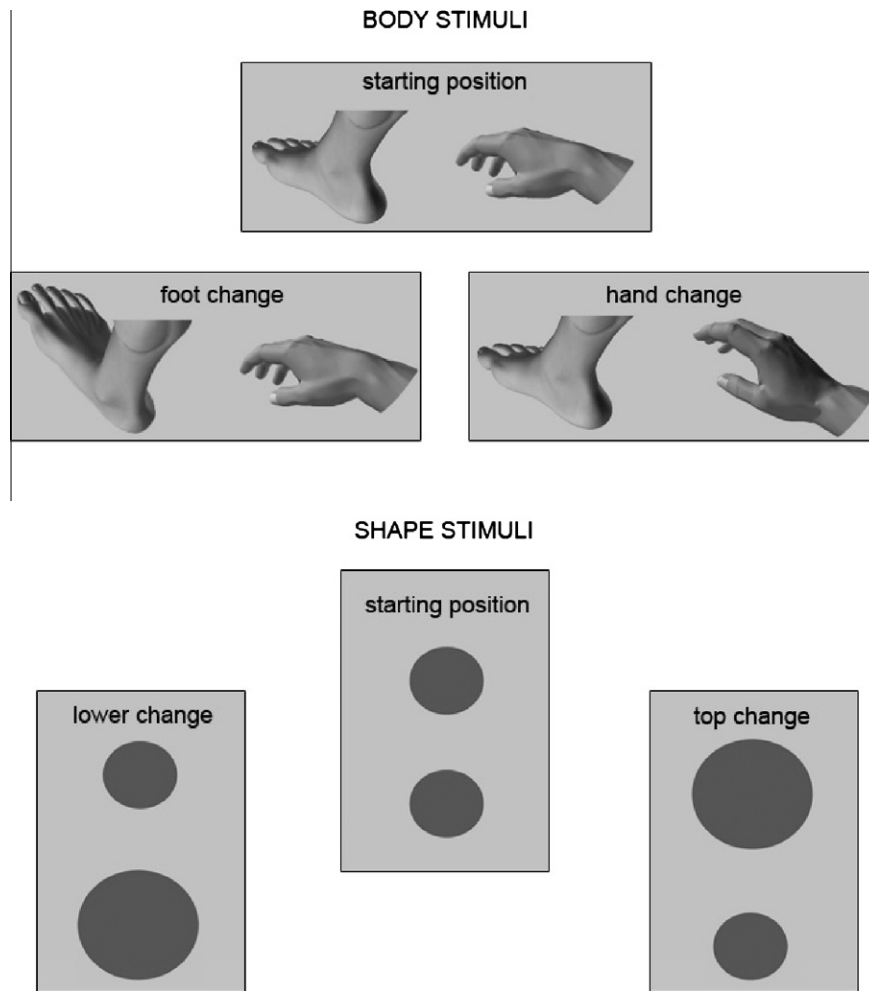 BODY STIMULI
starting position
foot change
hand change
SHAPE STIMULI
starting position
lower change
top change